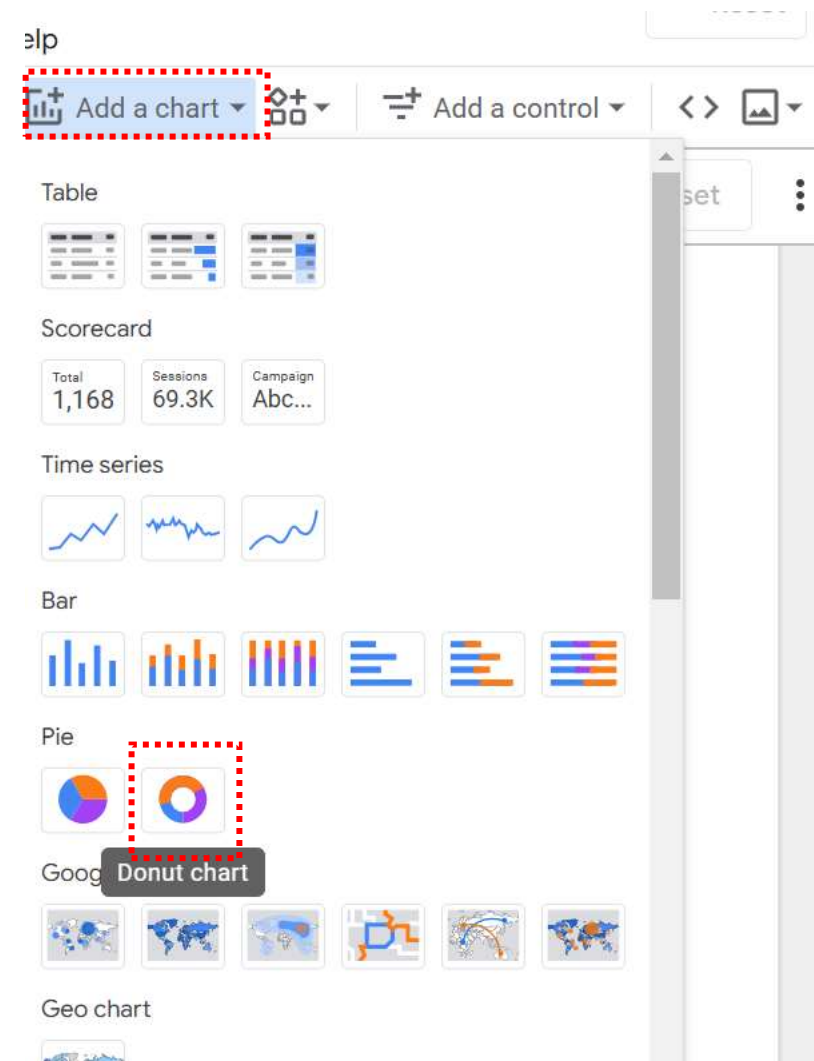 elp
Add a chart
Add a control
set
Table
Scorecard
Total
1,168
Sessions
69.3K
Campaign
Abc...
Time series
Bar
Pie
Goog
Donut chart
Geo chart